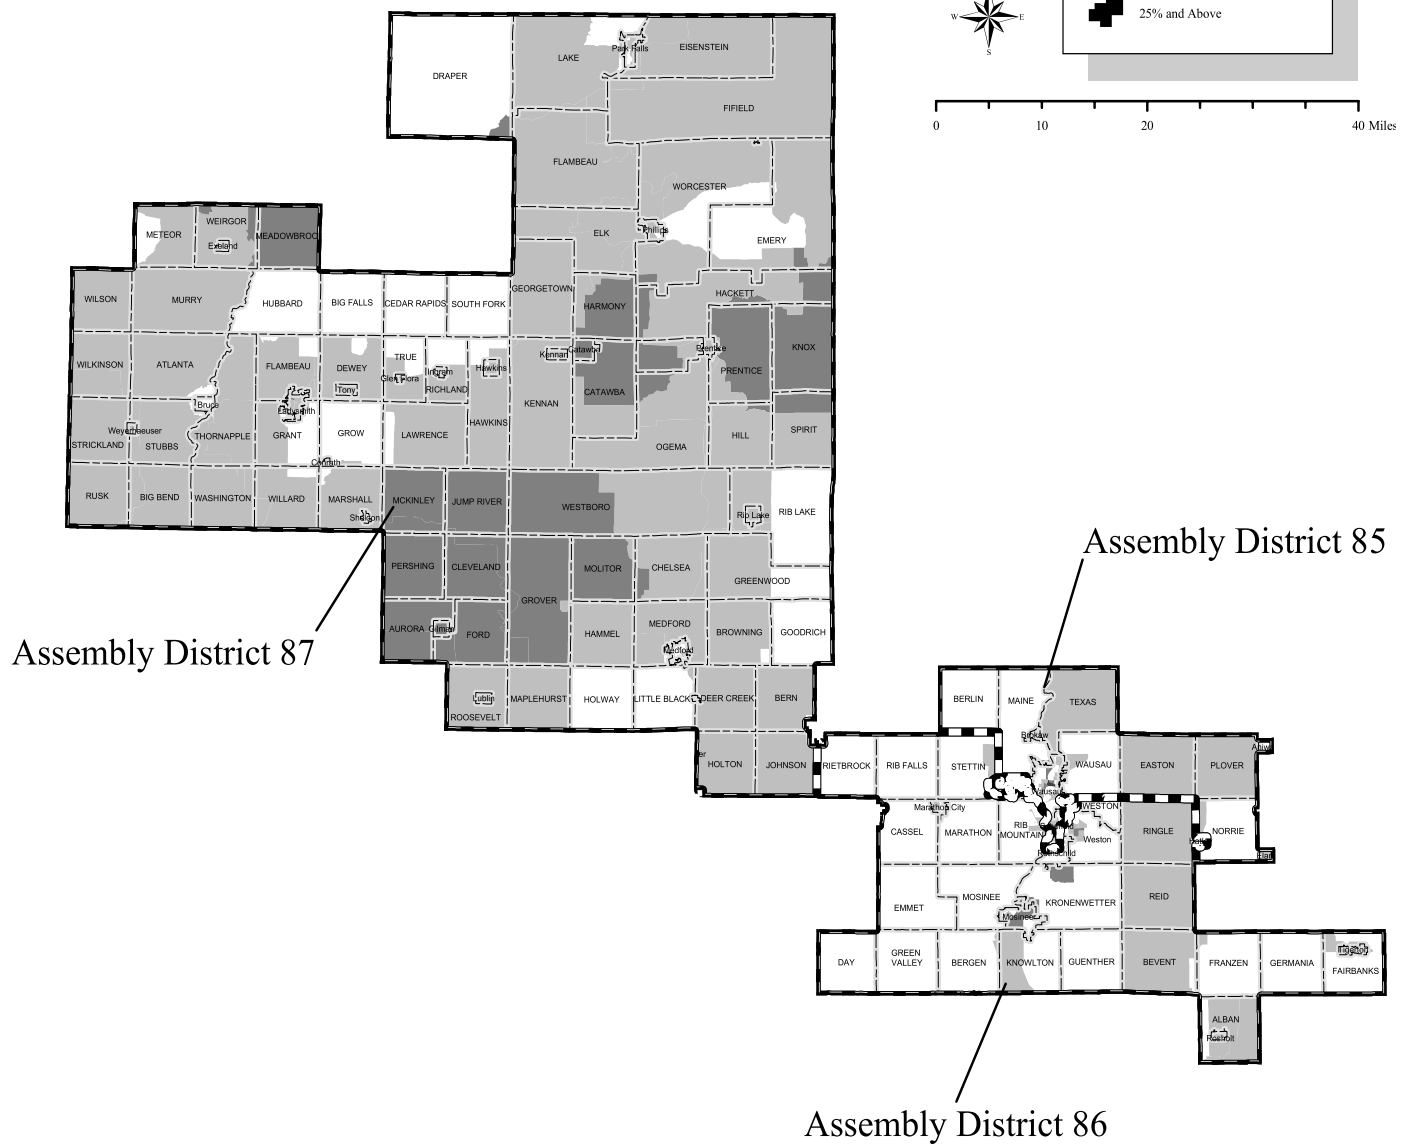 W E
S
25% and Above
0 10 20 40 Miles
DRAPER
LAKE
Park Falls
EISENSTEIN
FIFIELD
FLAMBEAU
WORCESTER
ELK
Phillips
EMERY
METEOR
WEIRGOR
Exeland
MEADOWBROO
WILSON
MURRY
HUBBARD
BIG FALLS
CEDAR RAPIDS
SOUTH FORK
GEORGETOWN
HARMONY
HACKETT
WILKINSON
ATLANTA
FLAMBEAU
DEWEY
TRUE
Glen Flora
Ingram
RICHLAND
Hawkins
Kennan
Catawba
Prentice
PRENTICE
KNOX
Tony
Bruce
Ladysmith
KENNAN
CATAWBA
Weyerhaeuser
STRICKLAND
STUBBS
THORNAPPLE
GRANT
GROW
LAWRENCE
HAWKINS
OGEMA
HILL
SPIRIT
Conrath
RUSK
BIG BEND
WASHINGTON
WILLARD
MARSHALL
Sheldon
MCKINLEY
JUMP RIVER
WESTBORO
Rib Lake
RIB LAKE
PERSHING
CLEVELAND
GROVER
MOLITOR
CHELSEA
GREENWOOD
AURORA
Gilman
FORD
HAMMEL
MEDFORD
Medford
BROWNING
GOODRICH
Lublin
ROOSEVELT
MAPLEHURST
HOLWAY
LITTLE BLACK
DEER CREEK
BERN
HOLTON
JOHNSON
Assembly District 87
Assembly District 85
BERLIN
MAINE
TEXAS
Brokaw
RIETBROCK
RIB FALLS
STETTIN
WAUSAU
Wausau
EASTON
PLOVER
Marathon City
WESTON
CASSEL
MARATHON
RIB
MOUNTAIN
Weston
Rothschild
RINGLE
NORRIE
EMMET
MOSINEE
Mosinee
KRONENWETTER
REID
DAY
GREEN
VALLEY
BERGEN
KNOWLTON
GUENTHER
BEVENT
FRANZEN
GERMANIA
FAIRBANKS
ALBAN
Rosholt
Assembly District 86